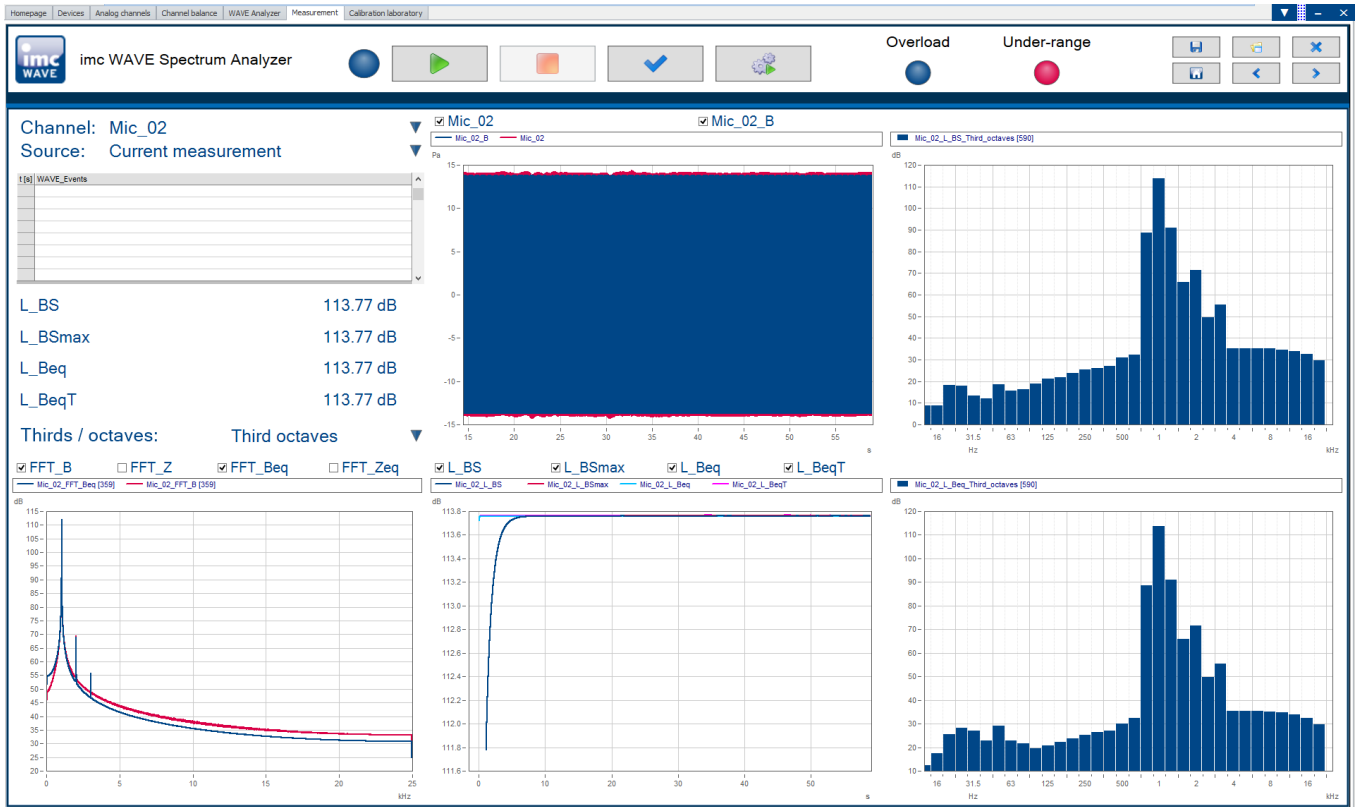 Homepage Devices Analog channels Channel balance WAVE Analyzer Measurement Calibration laboratory
imc WAVE
imc WAVE Spectrum Analyzer
Overload Under-range
Channel: Mic_02
Source: Current measurement
t [s] WAVE_Events
L_BS 113.77 dB
L_BSmax 113.77 dB
L_Beq 113.77 dB
L_BeqT 113.77 dB
Thirds / octaves: Third octaves
Mic_02 Mic_02_B
Mic_02_B Mic_02
Pa
15
10
5
0
-5
-10
-15
15 20 25 30 35 40 45 50 55
s
Mic_02_L_BS_Third_octaves [590]
dB
120
110
100
90
80
70
60
50
40
30
20
10
0
16 31.5 63 125 250 500 1 2 4 8 16
Hz kHz
FFT_B FFT_Z FFT_Beq FFT_Zeq
Mic_02_FFT_Beq [359] Mic_02_FFT_B [359]
dB
115
110
105
100
95
90
85
80
75
70
65
60
55
50
45
40
35
30
25
20
0 5 10 15 20 25
kHz
L_BS L_BSmax L_Beq L_BeqT
Mic_02_L_BS Mic_02_L_BSmax Mic_02_L_Beq Mic_02_L_BeqT
dB
113.8
113.6
113.4
113.2
113.0
112.8
112.6
112.4
112.2
112.0
111.8
111.6
0 10 20 30 40 50
s
Mic_02_L_Beq_Third_octaves [590]
dB
120
110
100
90
80
70
60
50
40
30
20
10
16 31.5 63 125 250 500 1 2 4 8 16
Hz kHz